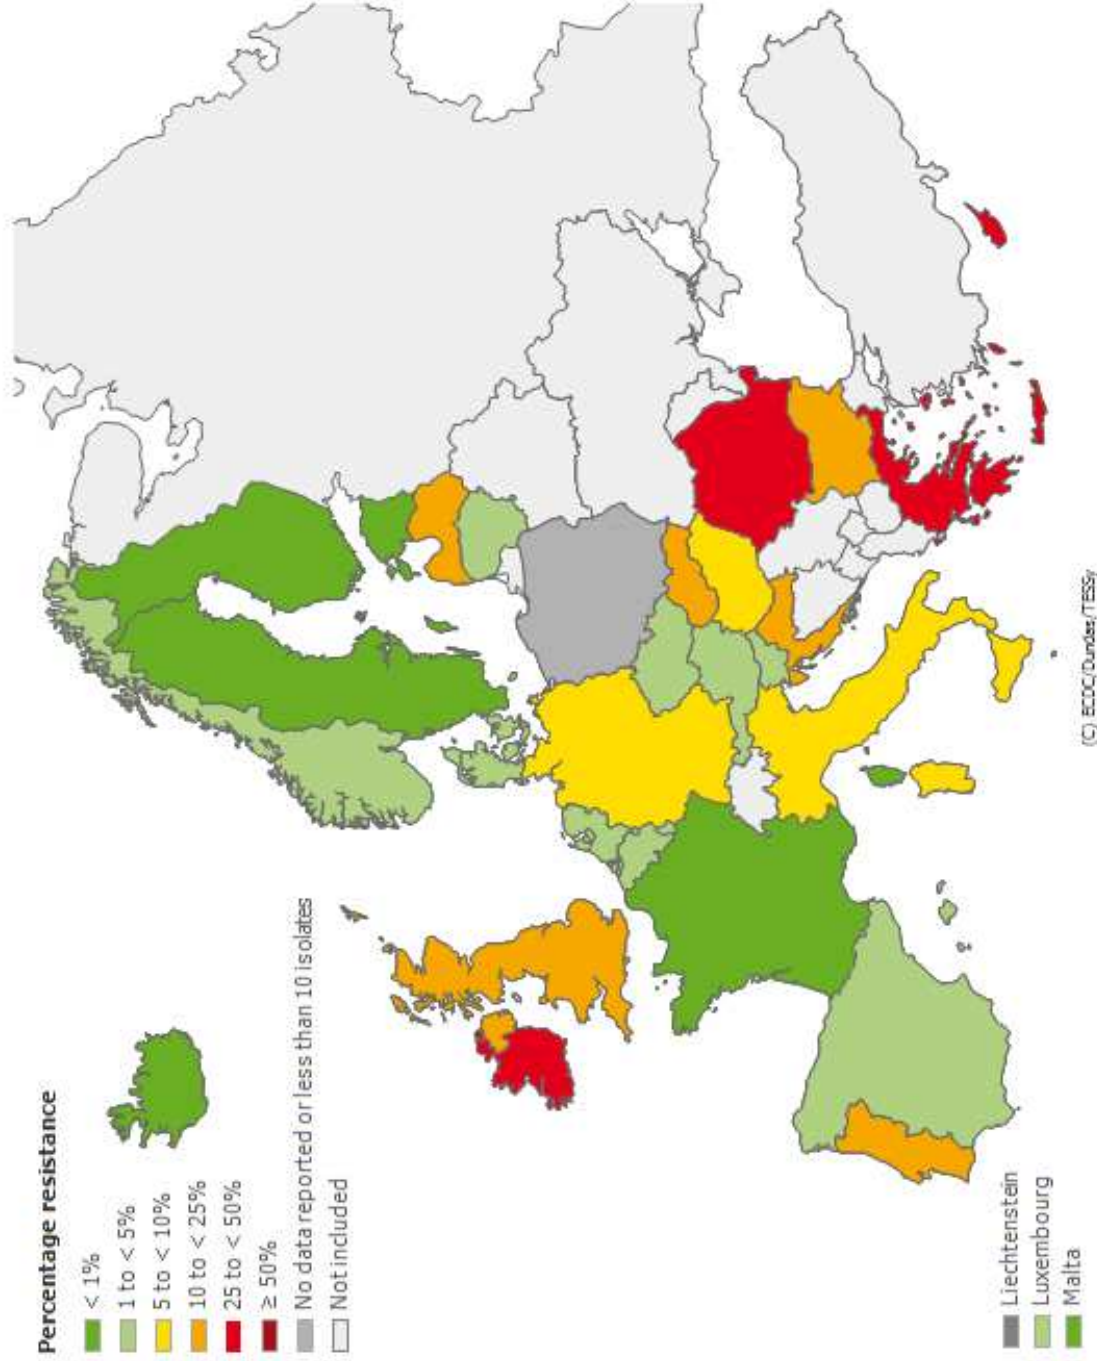 Percentage resistance
< 1%
1 to < 5%
5 to < 10%
10 to < 25%
25 to < 50%
≥ 50%
No data reported or less than 10 isolates
Not included
Liechtenstein
Luxembourg
Malta
(C) ECDC/Dundas/TESSy